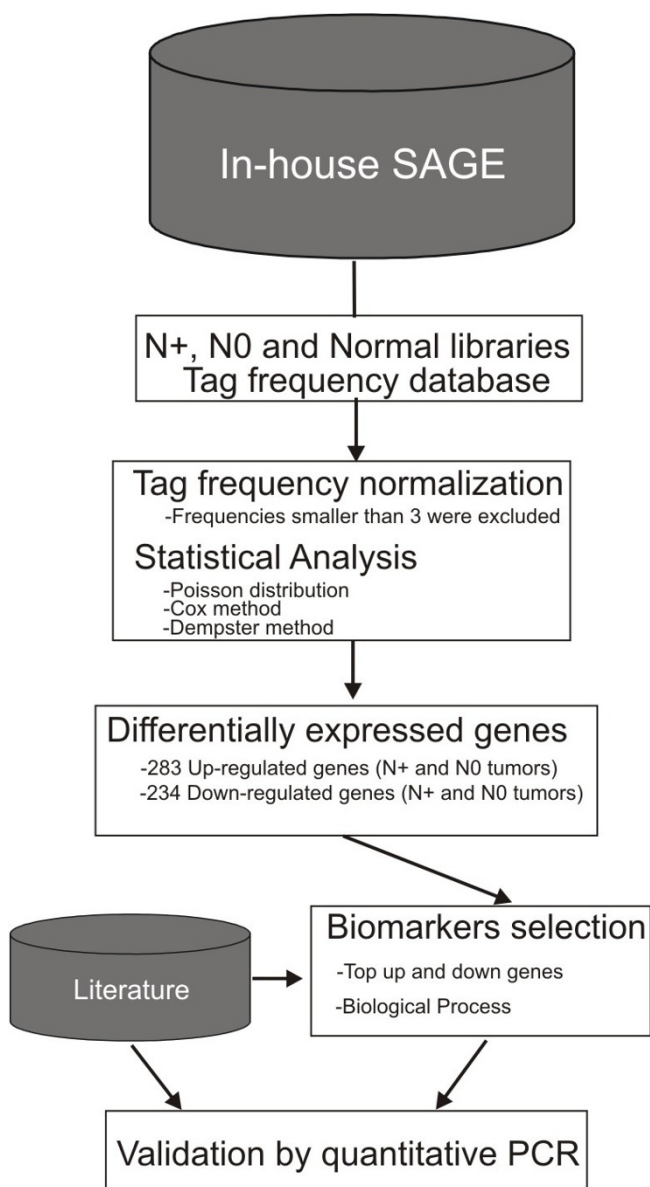 In-house SAGE
N+, N0 and Normal libraries
Tag frequency database
Tag frequency normalization
-Frequencies smaller than 3 were excluded
Statistical Analysis
-Poisson distribution
-Cox method
-Dempster method
Differentially expressed genes
-283 Up-regulated genes (N+ and N0 tumors)
-234 Down-regulated genes (N+ and N0 tumors)
Biomarkers selection
-Top up and down genes
-Biological Process
Literature
Validation by quantitative PCR